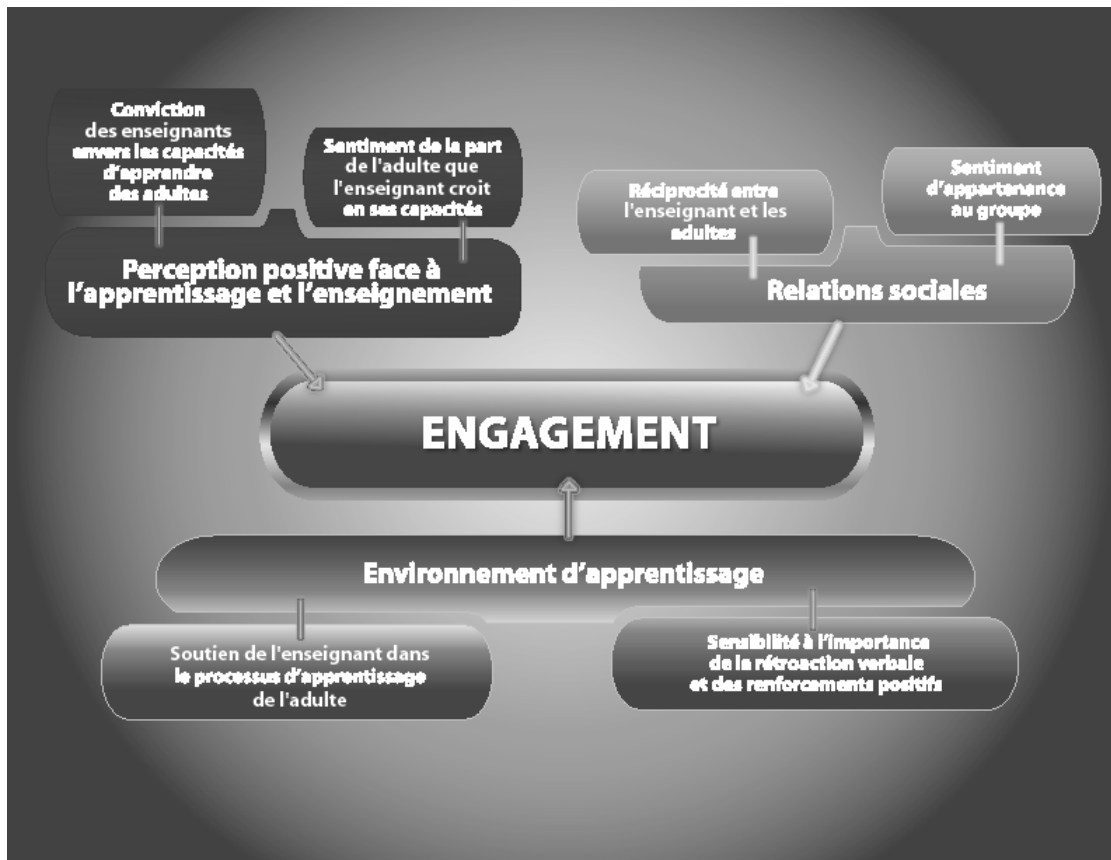 Conviction
des enseignants
envers les capacités
d'apprendre
des adultes
Sentiment de la part
de l'adulte que
l'enseignant croit
en ses capacités
Perception positive face à
l'apprentissage et l'enseignement
Réciprocité entre
l'enseignant et les
adultes
Sentiment
d'appartenance
au groupe
Relations sociales
ENGAGEMENT
Environnement d'apprentissage
Soutien de l'enseignant dans
le processus d'apprentissage
de l'adulte
Sensibilité à l'importance
de la rétroaction verbale
et des renforcements positifs